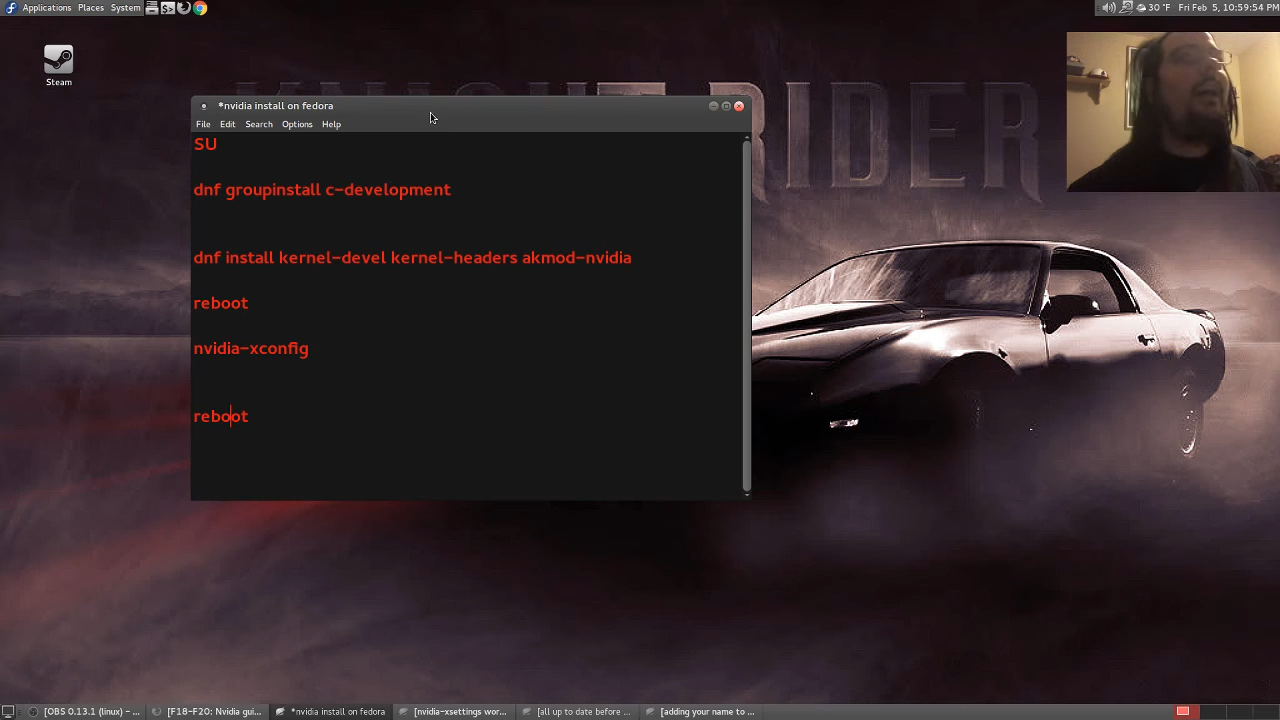 Applications Places System
30 °F Fri Feb 5, 10:59:54 PM
Steam
KNIGHT RIDER
*nvidia install on fedora
File Edit Search Options Help
SU
dnf groupinstall c-development
dnf install kernel-devel kernel-headers akmod-nvidia
reboot
nvidia-xconfig
reboot
[OBS 0.13.1 (linux) – ... [F18-F20: Nvidia gui... *nvidia install on fedora [nvidia-xsettings wor... [all up to date before ... [adding your name to ...